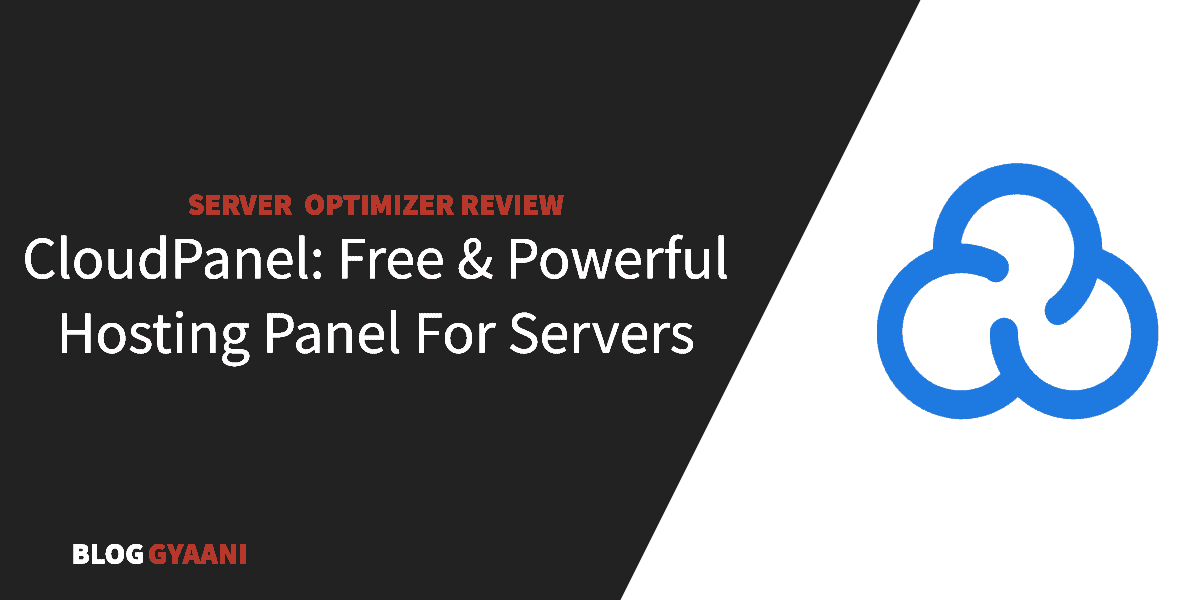 SERVER OPTIMIZER REVIEW
CloudPanel: Free & Powerful
Hosting Panel For Servers
BLOG GYAANI